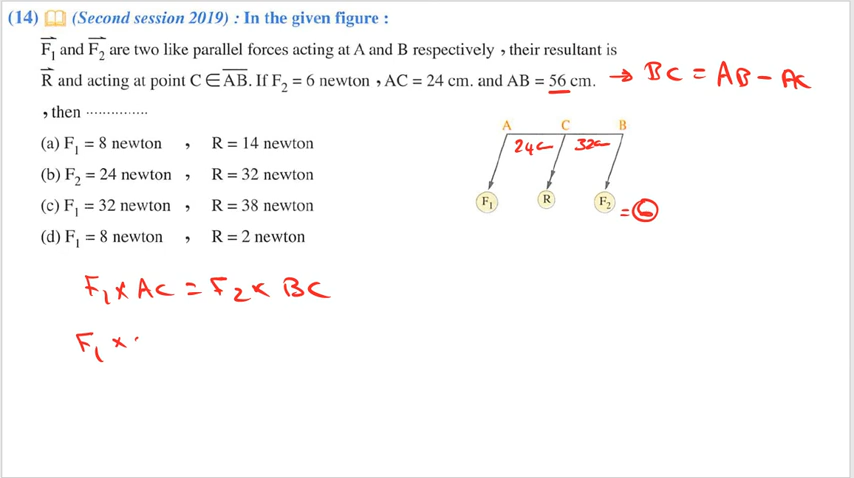 (14) (Second session 2019) : In the given figure :
F₁ and F₂ are two like parallel forces acting at A and B respectively , their resultant is
R and acting at point C ∈ AB. If F₂ = 6 newton , AC = 24 cm. and AB = 56 cm. → BC = AB - AC
, then ...............
(a) F₁ = 8 newton , R = 14 newton
(b) F₂ = 24 newton , R = 32 newton
(c) F₁ = 32 newton , R = 38 newton
(d) F₁ = 8 newton , R = 2 newton
A C B
24c 32c
F₁ R F₂ = 6
F₁ × AC = F₂ × BC
F₁ ×